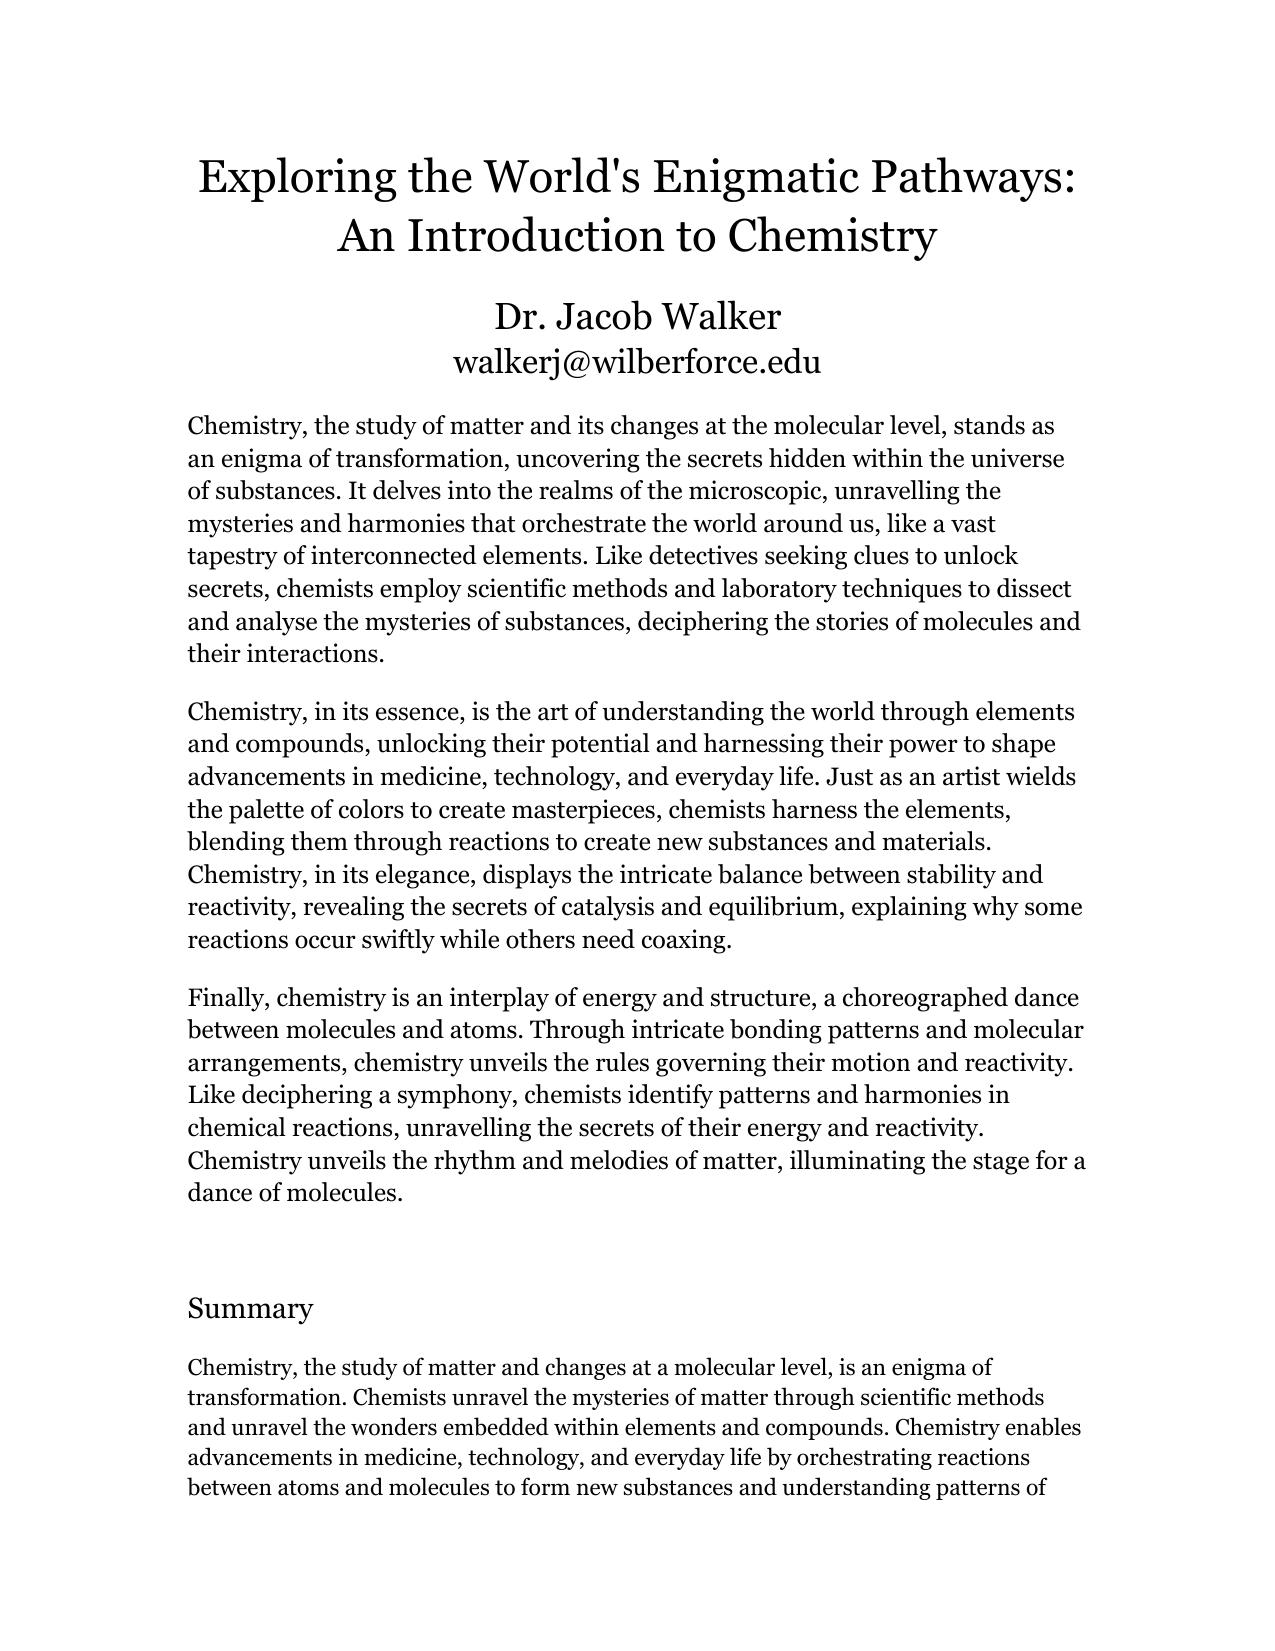 Exploring the World's Enigmatic Pathways:
An Introduction to Chemistry
Dr. Jacob Walker
walkerj@wilberforce.edu
Chemistry, the study of matter and its changes at the molecular level, stands as
an enigma of transformation, uncovering the secrets hidden within the universe
of substances. It delves into the realms of the microscopic, unravelling the
mysteries and harmonies that orchestrate the world around us, like a vast
tapestry of interconnected elements. Like detectives seeking clues to unlock
secrets, chemists employ scientific methods and laboratory techniques to dissect
and analyse the mysteries of substances, deciphering the stories of molecules and
their interactions.
Chemistry, in its essence, is the art of understanding the world through elements
and compounds, unlocking their potential and harnessing their power to shape
advancements in medicine, technology, and everyday life. Just as an artist wields
the palette of colors to create masterpieces, chemists harness the elements,
blending them through reactions to create new substances and materials.
Chemistry, in its elegance, displays the intricate balance between stability and
reactivity, revealing the secrets of catalysis and equilibrium, explaining why some
reactions occur swiftly while others need coaxing.
Finally, chemistry is an interplay of energy and structure, a choreographed dance
between molecules and atoms. Through intricate bonding patterns and molecular
arrangements, chemistry unveils the rules governing their motion and reactivity.
Like deciphering a symphony, chemists identify patterns and harmonies in
chemical reactions, unravelling the secrets of their energy and reactivity.
Chemistry unveils the rhythm and melodies of matter, illuminating the stage for a
dance of molecules.
Summary
Chemistry, the study of matter and changes at a molecular level, is an enigma of
transformation. Chemists unravel the mysteries of matter through scientific methods
and unravel the wonders embedded within elements and compounds. Chemistry enables
advancements in medicine, technology, and everyday life by orchestrating reactions
between atoms and molecules to form new substances and understanding patterns of